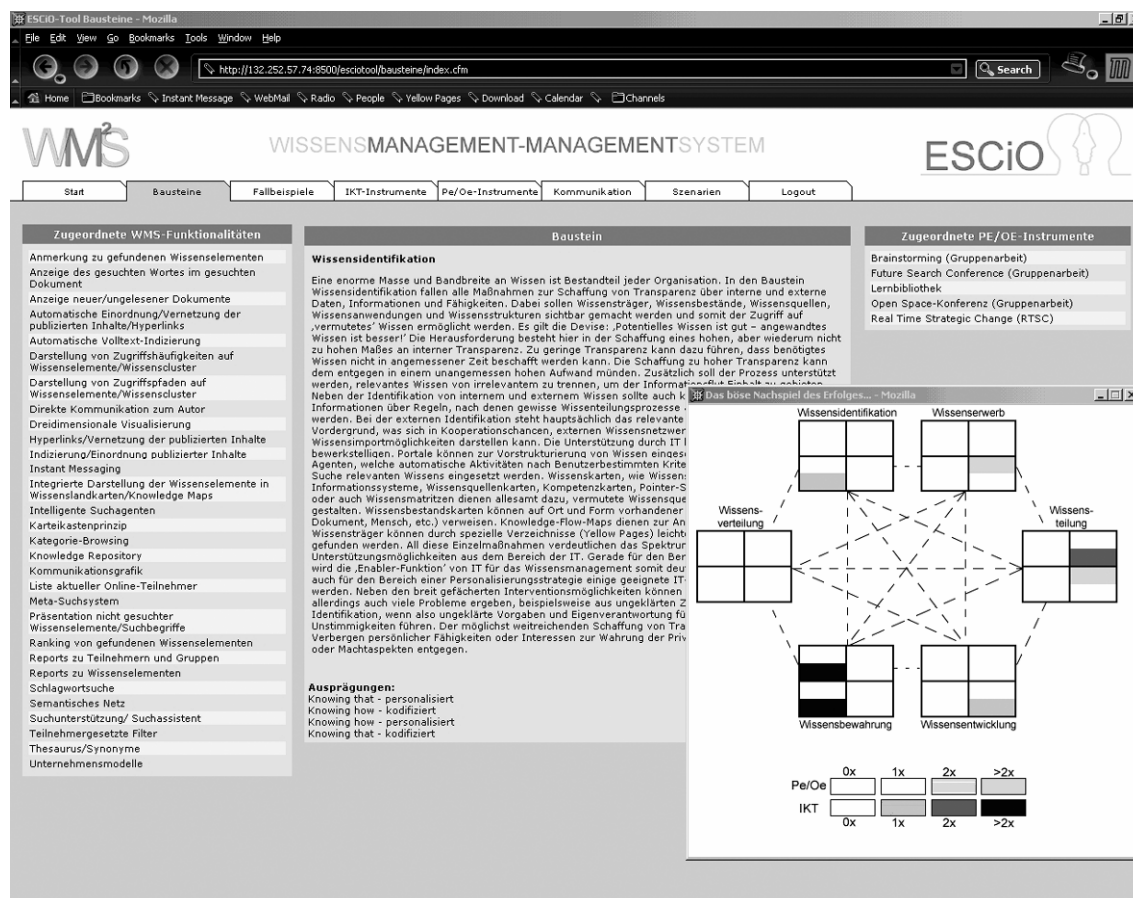 ESCiO-Tool Bausteine - Mozilla
File Edit View Go Bookmarks Tools Window Help
http://132.252.57.74:8500/esciotool/bausteine/index.cfm
Search
Home Bookmarks Instant Message WebMail Radio People Yellow Pages Download Calendar Channels
WM2S
WISSENSMANAGEMENT-MANAGEMENTSYSTEM
ESCiO
Start Bausteine Fallbeispiele IKT-Instrumente Pe/Oe-Instrumente Kommunikation Szenarien Logout
Zugeordnete WMS-Funktionalitäten
Anmerkung zu gefundenen Wissenselementen
Anzeige des gesuchten Wortes im gesuchten
Dokument
Anzeige neuer/ungelesener Dokumente
Automatische Einordnung/Vernetzung der
publizierten Inhalte/Hyperlinks
Automatische Volltext-Indizierung
Darstellung von Zugriffshäufigkeiten auf
Wissenselemente/Wissenscluster
Darstellung von Zugriffspfaden auf
Wissenselemente/Wissenscluster
Direkte Kommunikation zum Autor
Dreidimensionale Visualisierung
Hyperlinks/Vernetzung der publizierten Inhalte
Indizierung/Einordnung publizierter Inhalte
Instant Messaging
Integrierte Darstellung der Wissenselemente in
Wissenslandkarten/Knowledge Maps
Intelligente Suchagenten
Karteikastenprinzip
Kategorie-Browsing
Knowledge Repository
Kommunikationsgrafik
Liste aktueller Online-Teilnehmer
Meta-Suchsystem
Präsentation nicht gesuchter
Wissenselemente/Suchbegriffe
Ranking von gefundenen Wissenselementen
Reports zu Teilnehmern und Gruppen
Reports zu Wissenselementen
Schlagwortsuche
Semantisches Netz
Suchunterstützung/ Suchassistent
Teilnehmergesetzte Filter
Thesaurus/Synonyme
Unternehmensmodelle
Baustein
Wissensidentifikation
Eine enorme Masse und Bandbreite an Wissen ist Bestandteil jeder Organisation. In den Baustein
Wissensidentifikation fallen alle Maßnahmen zur Schaffung von Transparenz über interne und externe
Daten, Informationen und Fähigkeiten. Dabei sollen Wissensträger, Wissensbestände, Wissensquellen,
Wissensanwendungen und Wissensstrukturen sichtbar gemacht werden und somit der Zugriff auf
‚vermutetes' Wissen ermöglicht werden. Es gilt die Devise: ‚Potentielles Wissen ist gut – angewandtes
Wissen ist besser!' Die Herausforderung besteht hier in der Schaffung eines hohen, aber wiederum nicht
zu hohen Maßes an interner Transparenz. Zu geringe Transparenz kann dazu führen, dass benötigtes
Wissen nicht in angemessener Zeit beschafft werden kann. Die Schaffung zu hoher Transparenz kann
dem entgegen in einem unangemessen hohen Aufwand münden. Zusätzlich soll der Prozess unterstützt
werden, relevantes Wissen von irrelevantem zu trennen, um der Informationsflut Einhalt zu gebieten.
Neben der Identifikation von internem und externem Wissen sollte auch k
Informationen über Regeln, nach denen gewisse Wissenteilungsprozesse
werden. Bei der externen Identifikation steht hauptsächlich das relevante
Vordergrund, was sich in Kooperationschancen, externen Wissensnetzwer
Wissensimportmöglichkeiten darstellen kann. Die Unterstützung durch IT
bewerkstelligen. Portale können zur Vorstrukturierung von Wissen einges
Agenten, welche automatische Aktivitäten nach Benutzerbestimmten Krite
Suche relevanten Wissens eingesetzt werden. Wissenskarten, wie Wissen
Informationssysteme, Wissensquellenkarten, Kompetenzkarten, Pointer-S
oder auch Wissensmatritzen dienen allesamt dazu, vermutete Wissensque
gestalten. Wissensbestandskarten können auf Ort und Form vorhandener
Dokument, Mensch, etc.) verweisen. Knowledge-Flow-Maps dienen zur An
Wissensträger können durch spezielle Verzeichnisse (Yellow Pages) leicht
gefunden werden. All diese Einzelmaßnahmen verdeutlichen das Spektrur
Unterstützungsmöglichkeiten aus dem Bereich der IT. Gerade für den Ber
wird die ‚Enabler-Funktion' von IT für das Wissensmanagement somit deu
auch für den Bereich einer Personalisierungsstrategie einige geeignete IT-
werden. Neben den breit gefächerten Interventionsmöglichkeiten können
allerdings auch viele Probleme ergeben, beispielsweise aus ungeklärten Z
Identifikation, wenn also ungeklärte Vorgaben und Eigenverantwortung fü
Unstimmigkeiten führen. Der möglichst weitreichenden Schaffung von Tra
Verbergen persönlicher Fähigkeiten oder Interessen zur Wahrung der Priv
oder Machtaspekten entgegen.
Ausprägungen:
Knowing that - personalisiert
Knowing how - kodifiziert
Knowing how - personalisiert
Knowing that - kodifiziert
Zugeordnete PE/OE-Instrumente
Brainstorming (Gruppenarbeit)
Future Search Conference (Gruppenarbeit)
Lernbibliothek
Open Space-Konferenz (Gruppenarbeit)
Real Time Strategic Change (RTSC)
Das böse Nachspiel des Erfolges... - Mozilla
Wissensidentifikation Wissenserwerb
Wissens-
verteilung
Wissens-
teilung
Wissensbewahrung Wissensentwicklung
0x 1x 2x >2x
Pe/Oe
IKT
0x 1x 2x >2x